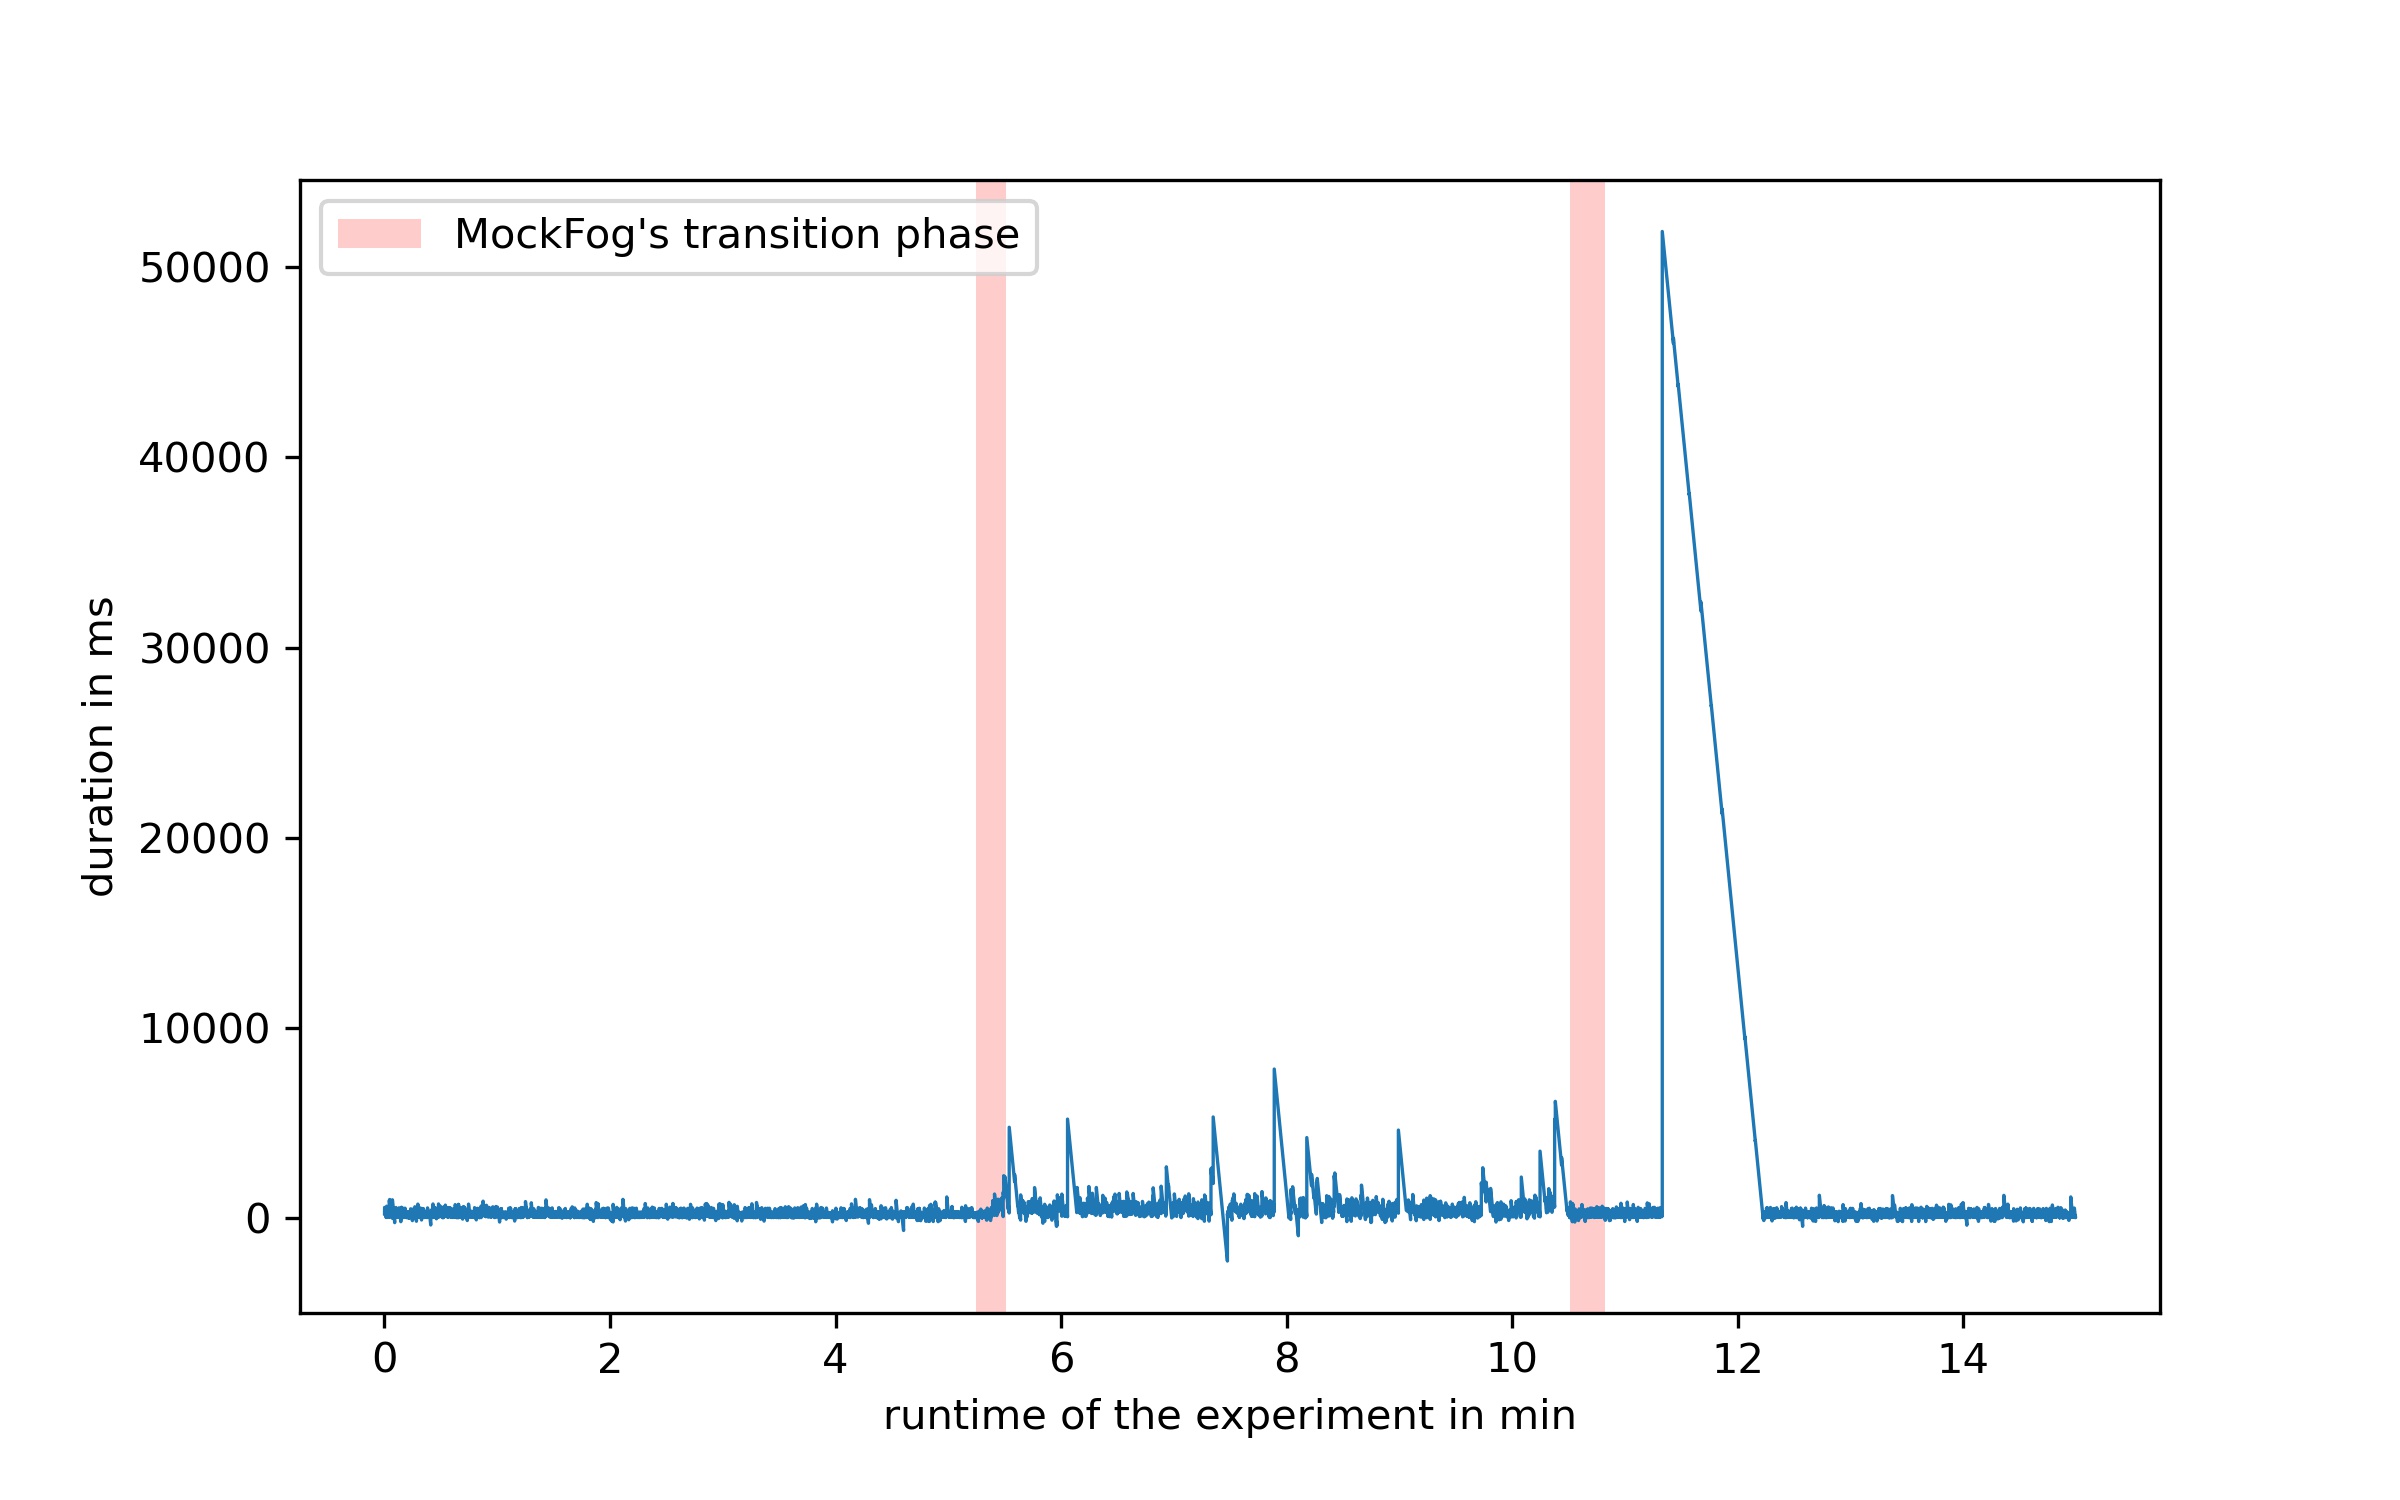 MockFog's transition phase
50000
40000
30000
20000
10000
0
duration in ms
0 2 4 6 8 10 12 14
runtime of the experiment in min